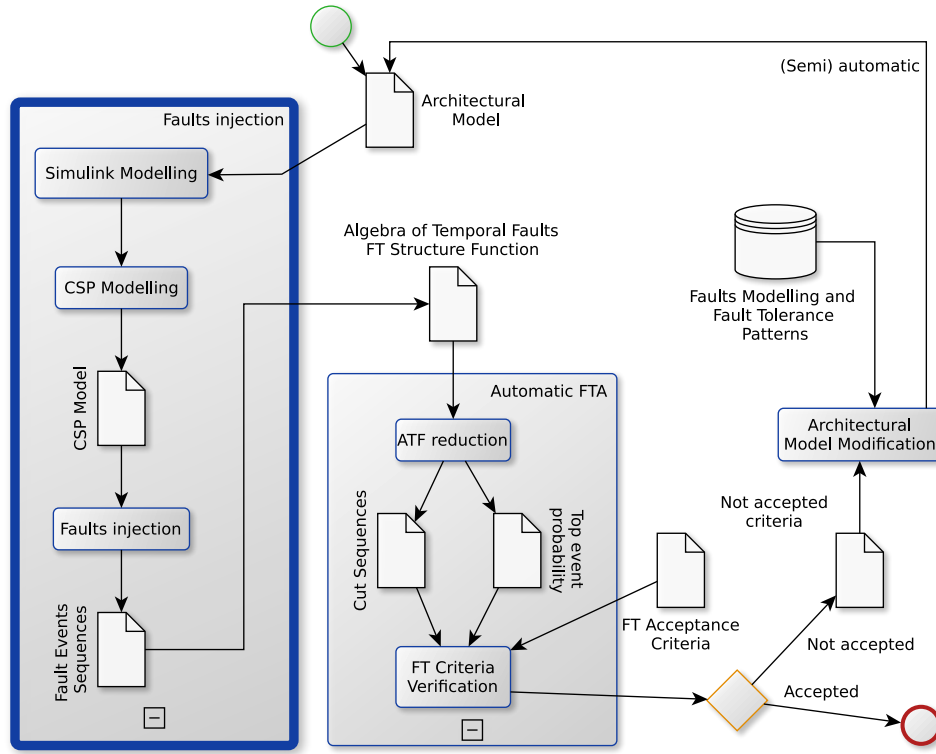 (Semi) automatic
Architectural
Model
Faults injection
Simulink Modelling
CSP Modelling
CSP Model
Faults injection
Fault Events
Sequences
Algebra of Temporal Faults
FT Structure Function
Automatic FTA
ATF reduction
Cut Sequences
Top event
probability
FT Criteria
Verification
FT Acceptance
Criteria
Faults Modelling and
Fault Tolerance
Patterns
Architectural
Model Modification
Not accepted
criteria
Not accepted
Accepted